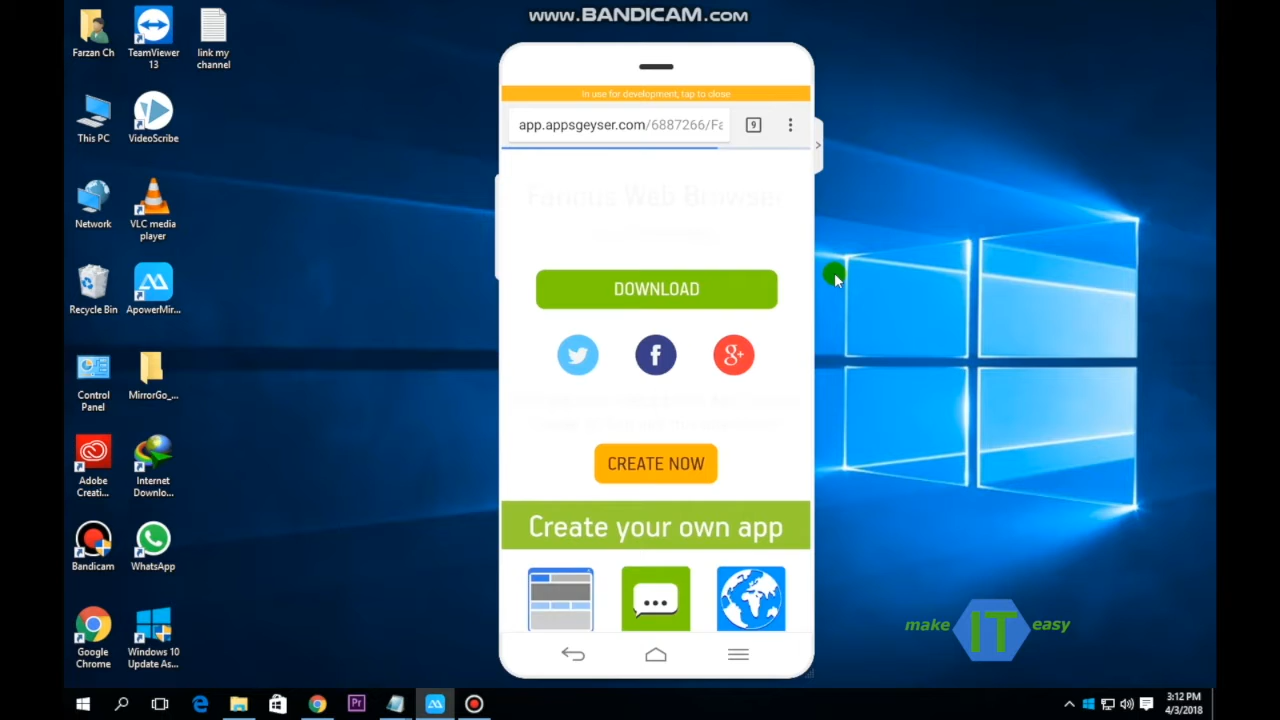 www.BANDICAM.com
Farzan Ch
TeamViewer
13
link my
channel
This PC
VideoScribe
Network
VLC media
player
Recycle Bin
ApowerMir...
Control
Panel
MirrorGo_...
Adobe
Creati...
Internet
Downlo...
Bandicam
WhatsApp
Google
Chrome
Windows 10
Update As...
In use for development, tap to close
app.appsgeyser.com/6887266/Fa
9
Famous Web Browser
DOWNLOAD
CREATE NOW
Create your own app
make IT easy
3:12 PM
4/3/2018